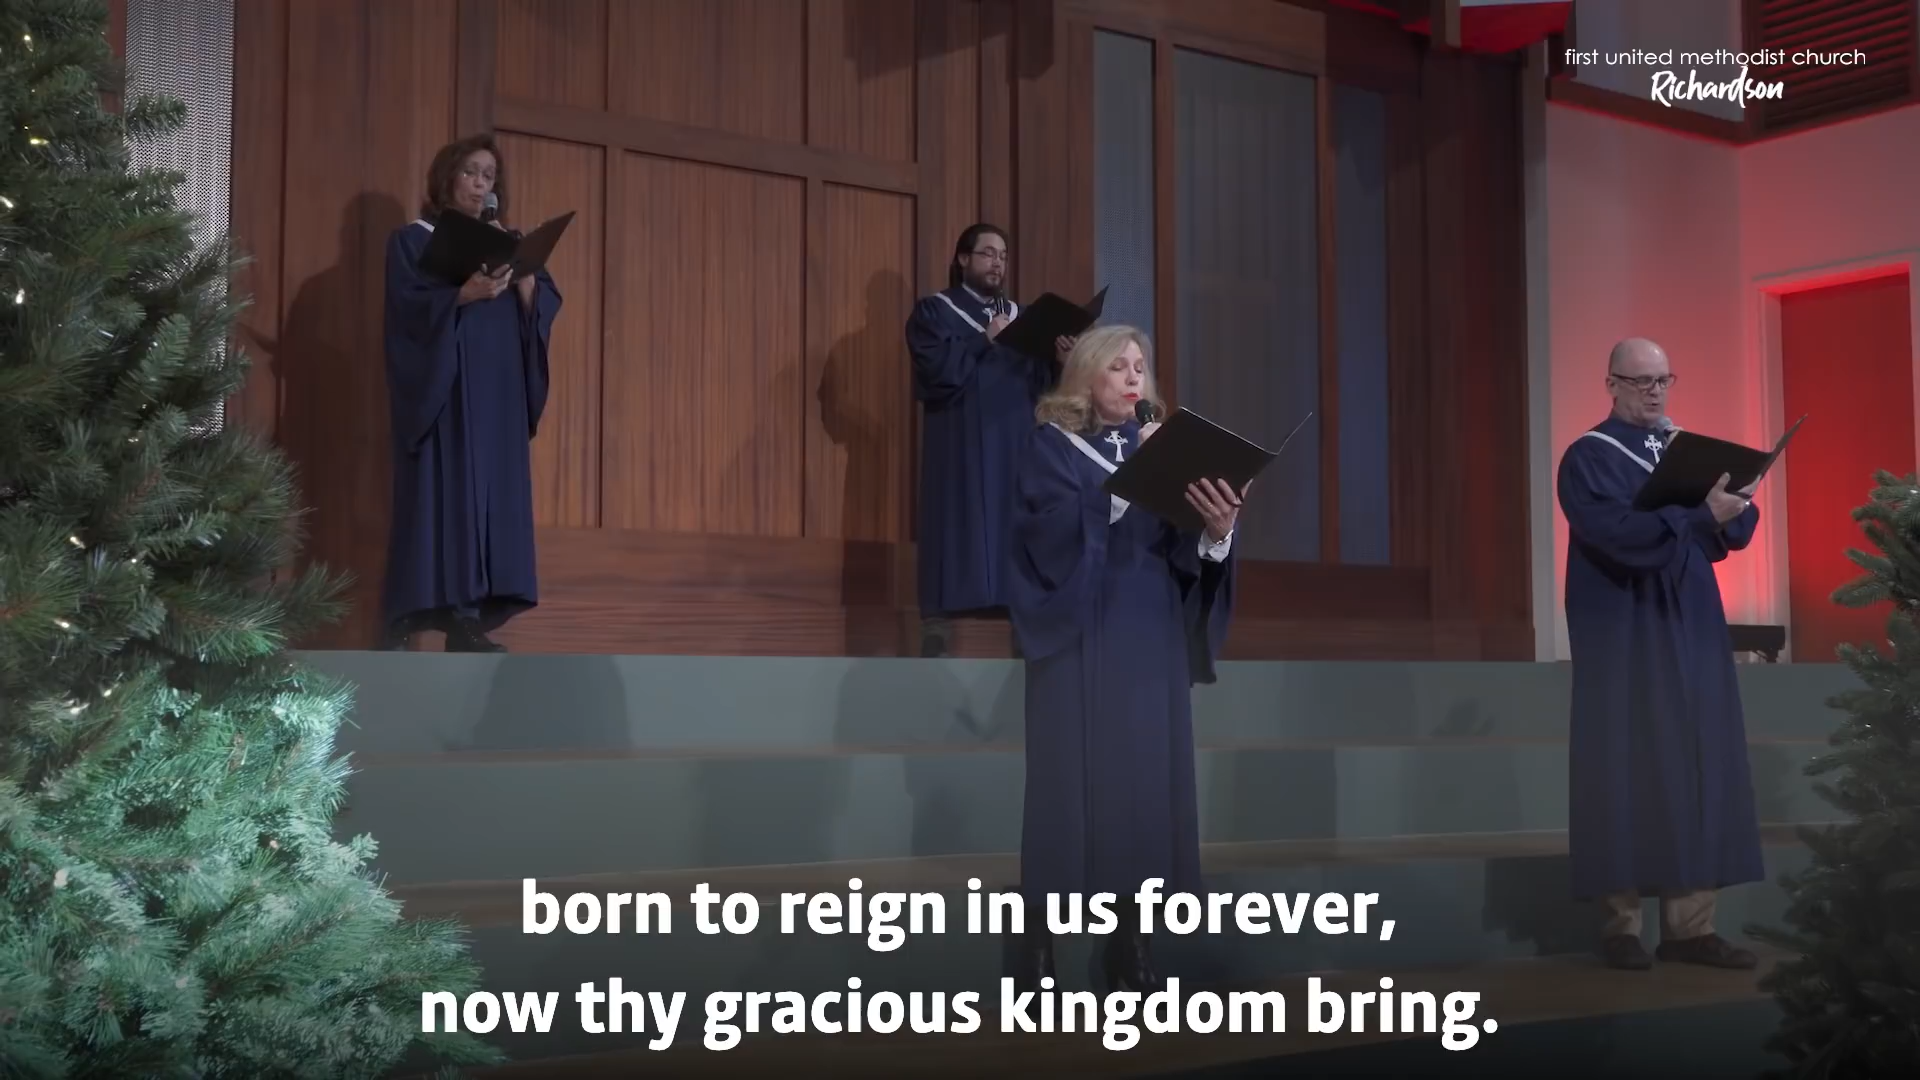 first united methodist church
Richardson
born to reign in us forever,
now thy gracious kingdom bring.